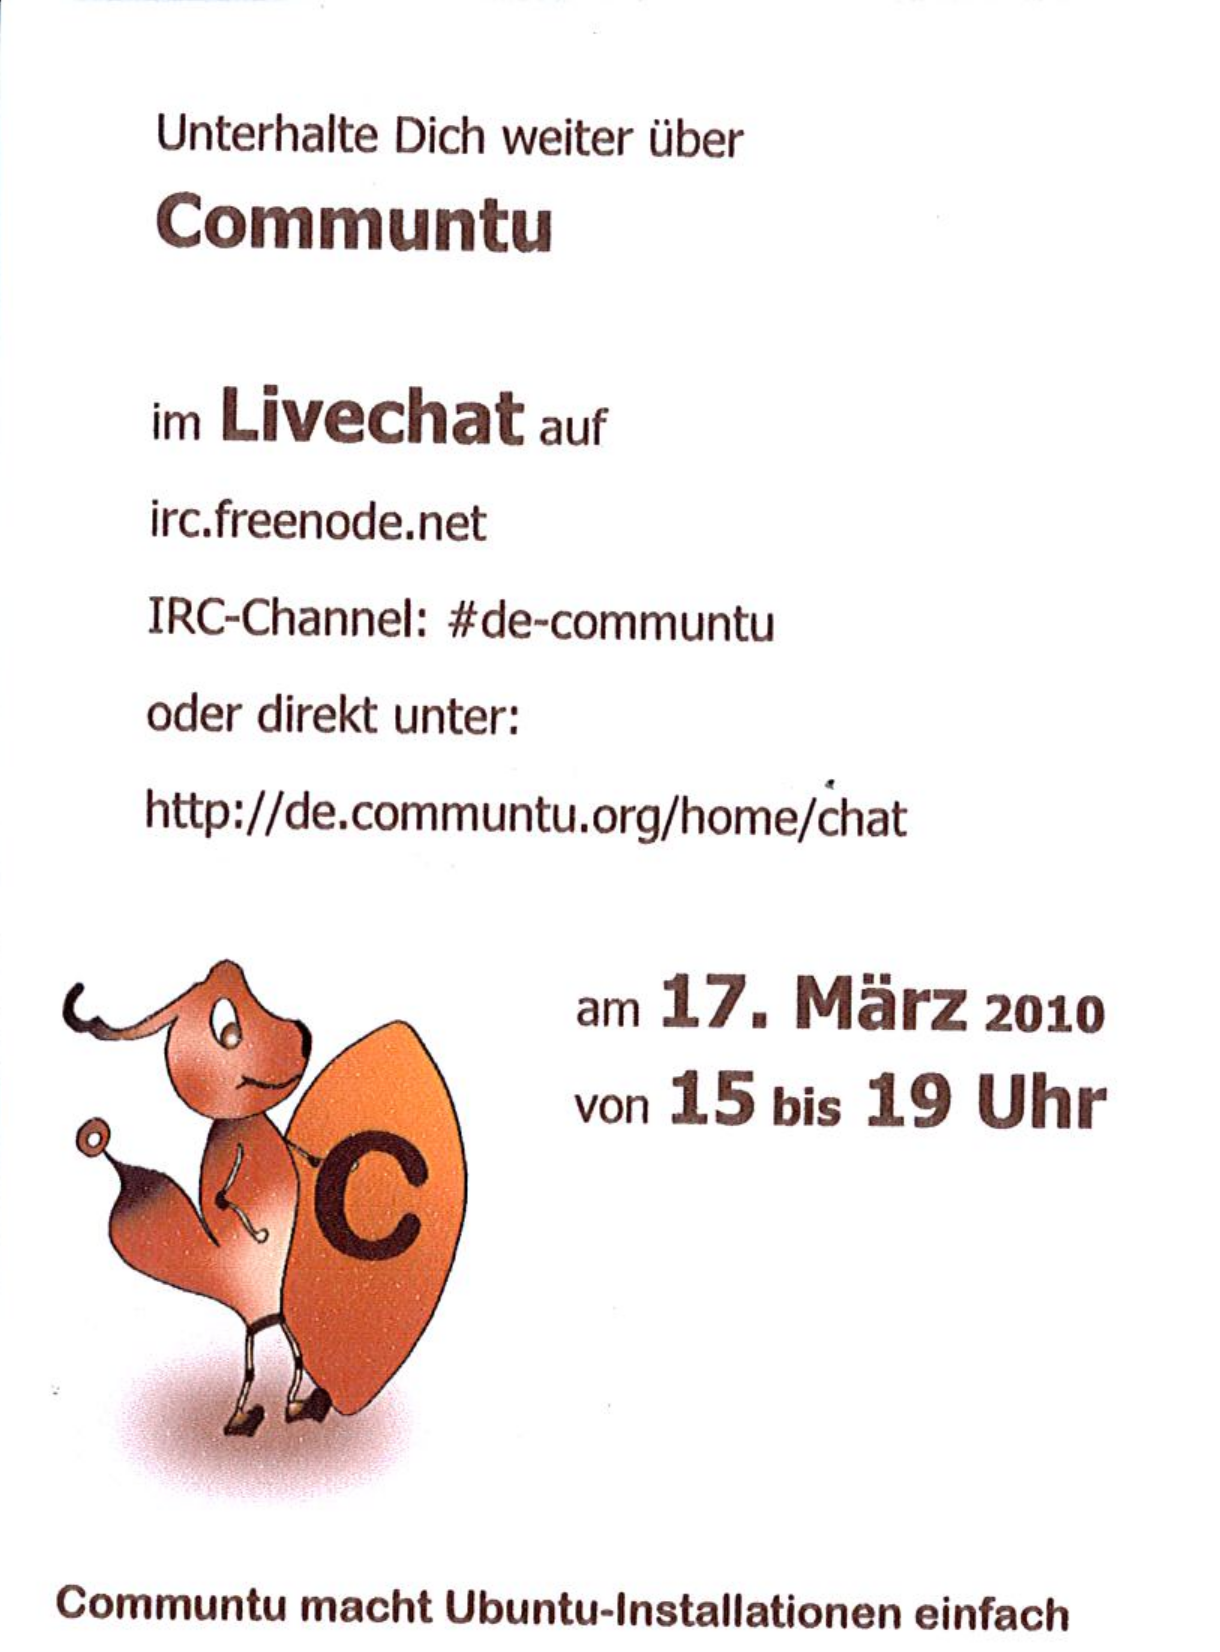 Unterhalte Dich weiter über
Communtu
im Livechat auf
irc.freenode.net
IRC-Channel: #de-communtu
oder direkt unter:
http://de.communtu.org/home/chat
am 17. März 2010
von 15 bis 19 Uhr
C
Communtu macht Ubuntu-Installationen einfach